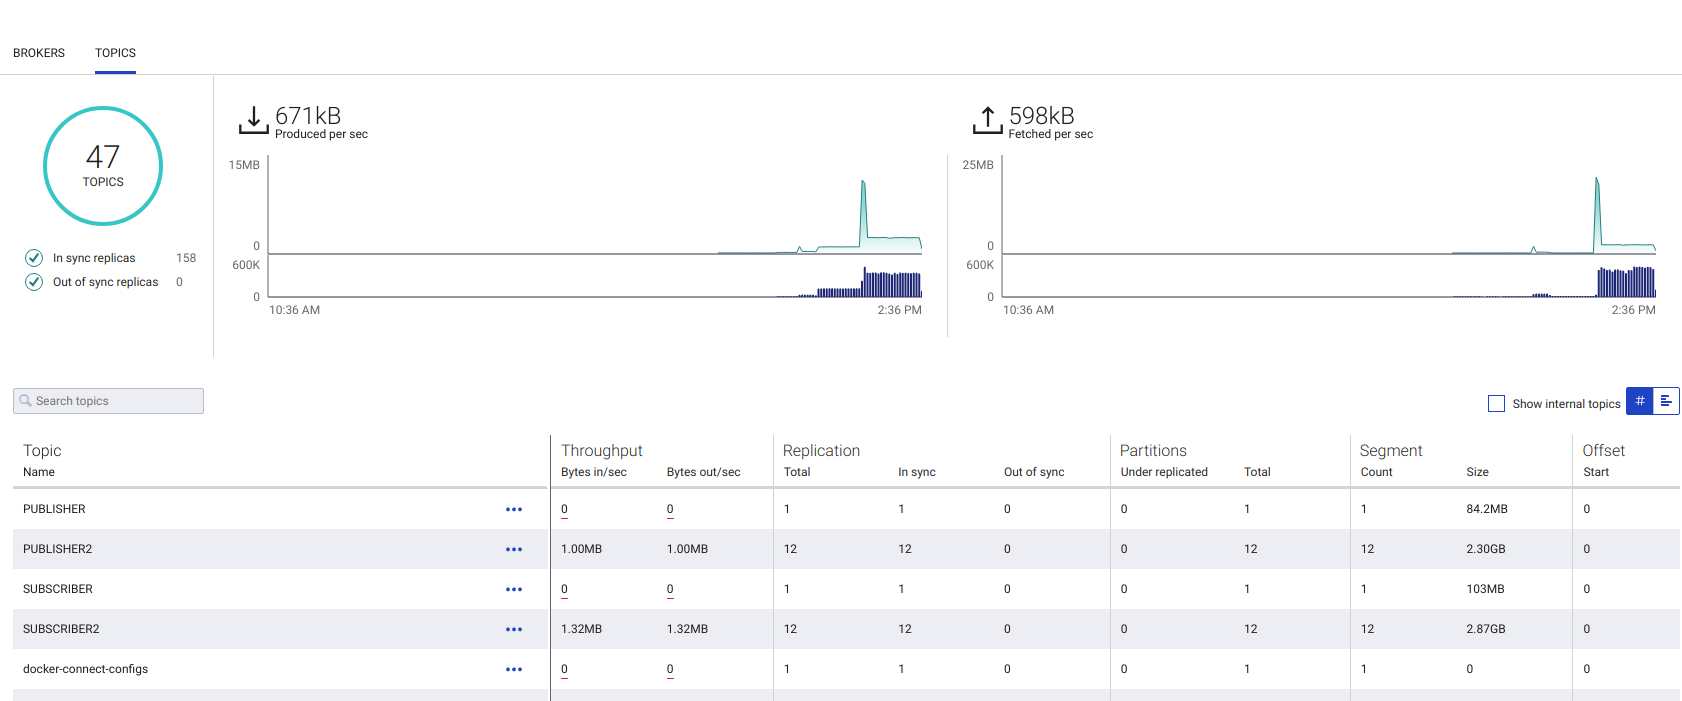 BROKERS TOPICS
47
TOPICS
In sync replicas 158
Out of sync replicas 0
671kB
Produced per sec
15MB
0
600K
0
10:36 AM 2:36 PM
598kB
Fetched per sec
25MB
0
600K
0
10:36 AM 2:36 PM
Search topics
Show internal topics #
Topic Throughput Replication Partitions Segment Offset
Name Bytes in/sec Bytes out/sec Total In sync Out of sync Under replicated Total Count Size Start
PUBLISHER ••• 0 0 1 1 0 0 1 1 84.2MB 0
PUBLISHER2 ••• 1.00MB 1.00MB 12 12 0 0 12 12 2.30GB 0
SUBSCRIBER ••• 0 0 1 1 0 0 1 1 103MB 0
SUBSCRIBER2 ••• 1.32MB 1.32MB 12 12 0 0 12 12 2.87GB 0
docker-connect-configs ••• 0 0 1 1 0 0 1 1 0 0